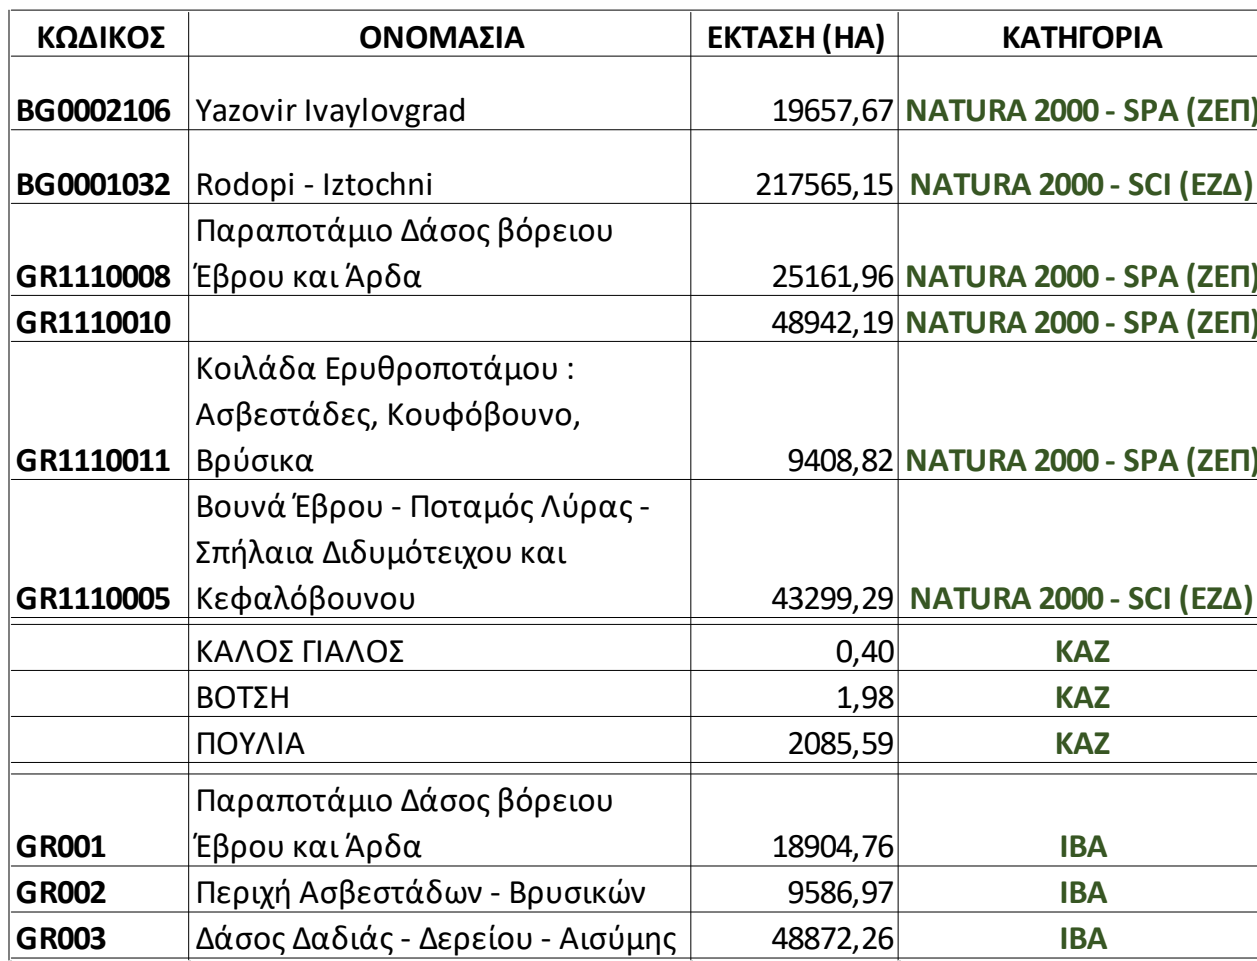 ΚΩΔΙΚΟΣ ΟΝΟΜΑΣΙΑ ΕΚΤΑΣΗ (HA) ΚΑΤΗΓΟΡΙΑ
BG0002106 Yazovir Ivaylovgrad 19657,67 NATURA 2000 - SPA (ΖΕΠ)
BG0001032 Rodopi - Iztochni 217565,15 NATURA 2000 - SCI (ΕΖΔ)
Παραποτάμιο Δάσος βόρειου
GR1110008 Έβρου και Άρδα 25161,96 NATURA 2000 - SPA (ΖΕΠ)
GR1110010 48942,19 NATURA 2000 - SPA (ΖΕΠ)
Κοιλάδα Ερυθροποτάμου :
Ασβεστάδες, Κουφόβουνο,
GR1110011 Βρύσικα 9408,82 NATURA 2000 - SPA (ΖΕΠ)
Βουνά Έβρου - Ποταμός Λύρας -
Σπήλαια Διδυμότειχου και
GR1110005 Κεφαλόβουνου 43299,29 NATURA 2000 - SCI (ΕΖΔ)
ΚΑΛΟΣ ΓΙΑΛΟΣ 0,40 ΚΑΖ
ΒΟΤΣΗ 1,98 ΚΑΖ
ΠΟΥΛΙΑ 2085,59 ΚΑΖ
Παραποτάμιο Δάσος βόρειου
GR001 Έβρου και Άρδα 18904,76 IBA
GR002 Περιχή Ασβεστάδων - Βρυσικών 9586,97 IBA
GR003 Δάσος Δαδιάς - Δερείου - Αισύμης 48872,26 IBA